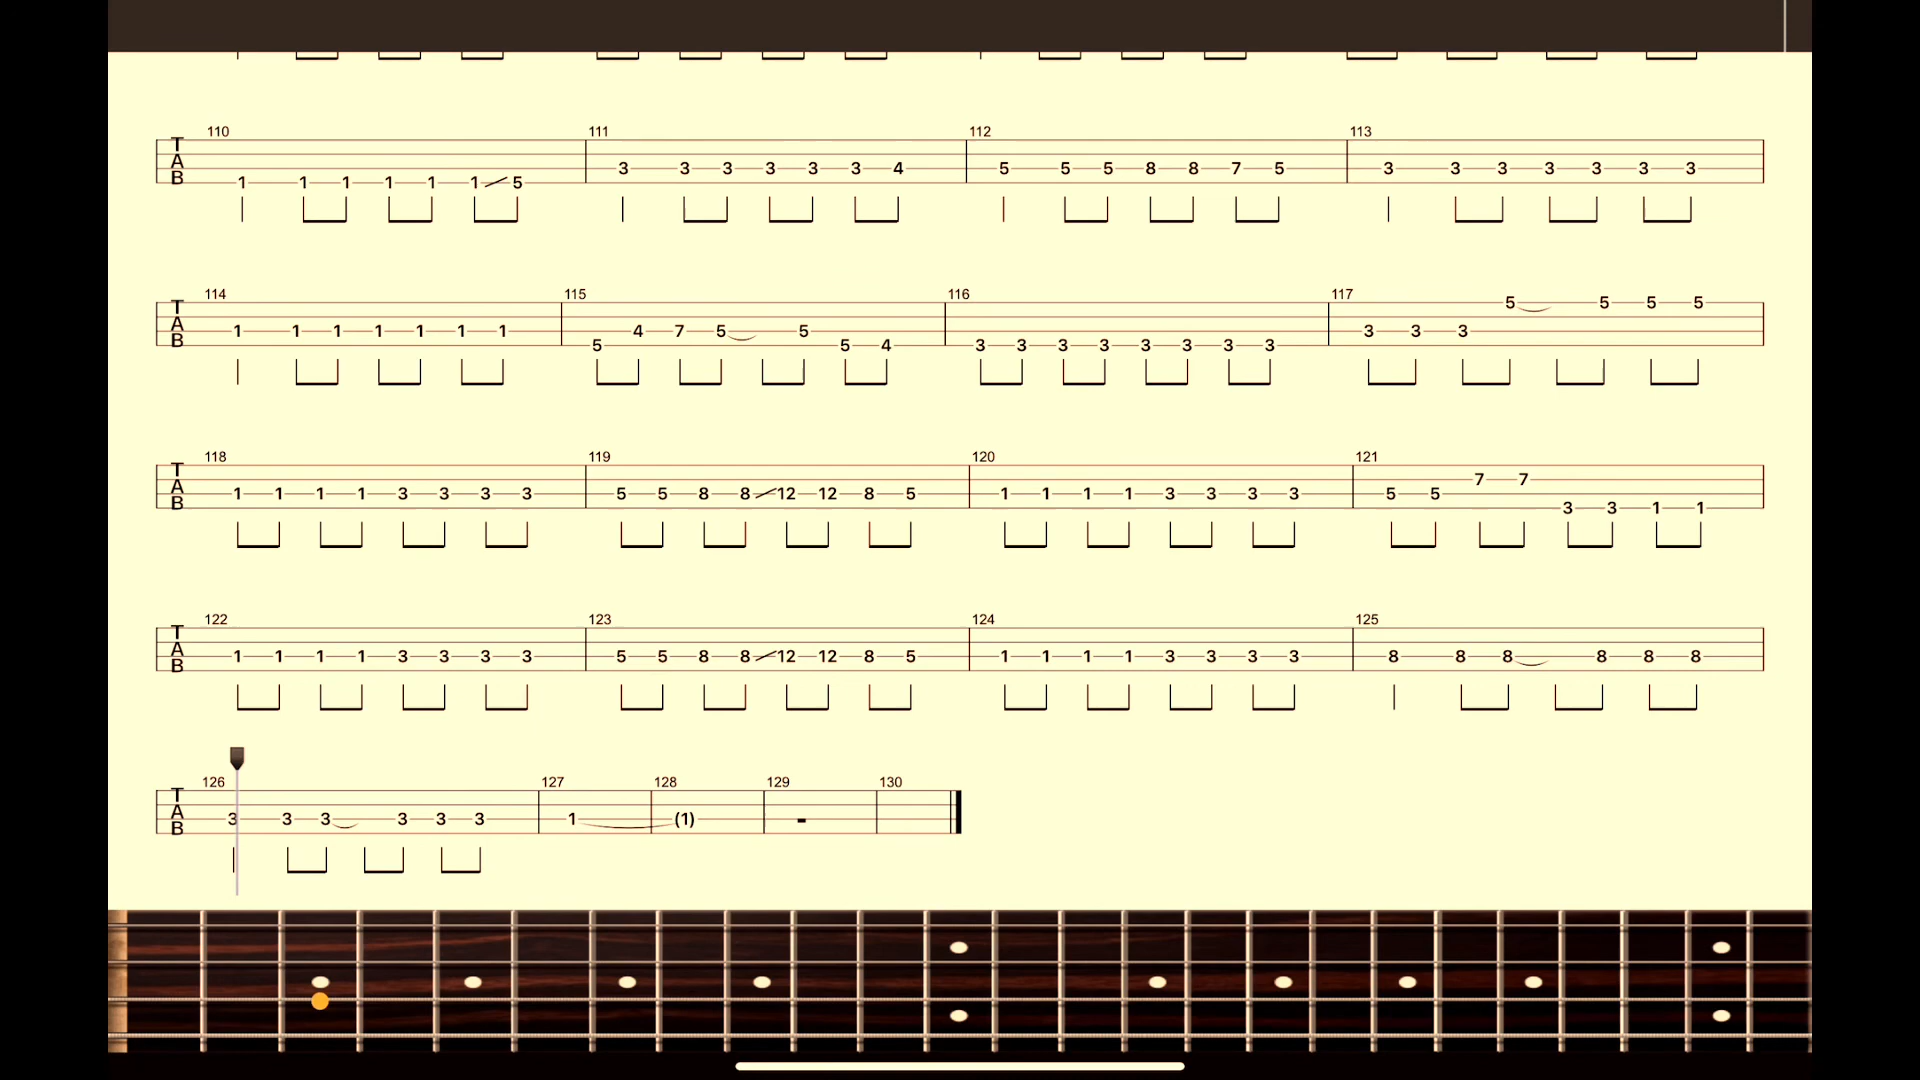 110 111 112 113
T
A 3 3 3 3 3 3 4 5 5 5 8 8 7 5 3 3 3 3 3 3 3
B 1 1 1 1 1 1 5
114 115 116 117
T 5 5 5 5
A 1 1 1 1 1 1 1 4 7 5 5 3 3 3
B 5 5 4 3 3 3 3 3 3 3 3
118 119 120 121
T 7 7
A 1 1 1 1 3 3 3 3 5 5 8 8 12 12 8 5 1 1 1 1 3 3 3 3 5 5
B 3 3 1 1
122 123 124 125
T
A 1 1 1 1 3 3 3 3 5 5 8 8 12 12 8 5 1 1 1 1 3 3 3 3 8 8 8 8 8 8
B
126 127 128 129 130
T
A 3 3 3 3 3 3 1 (1)
B